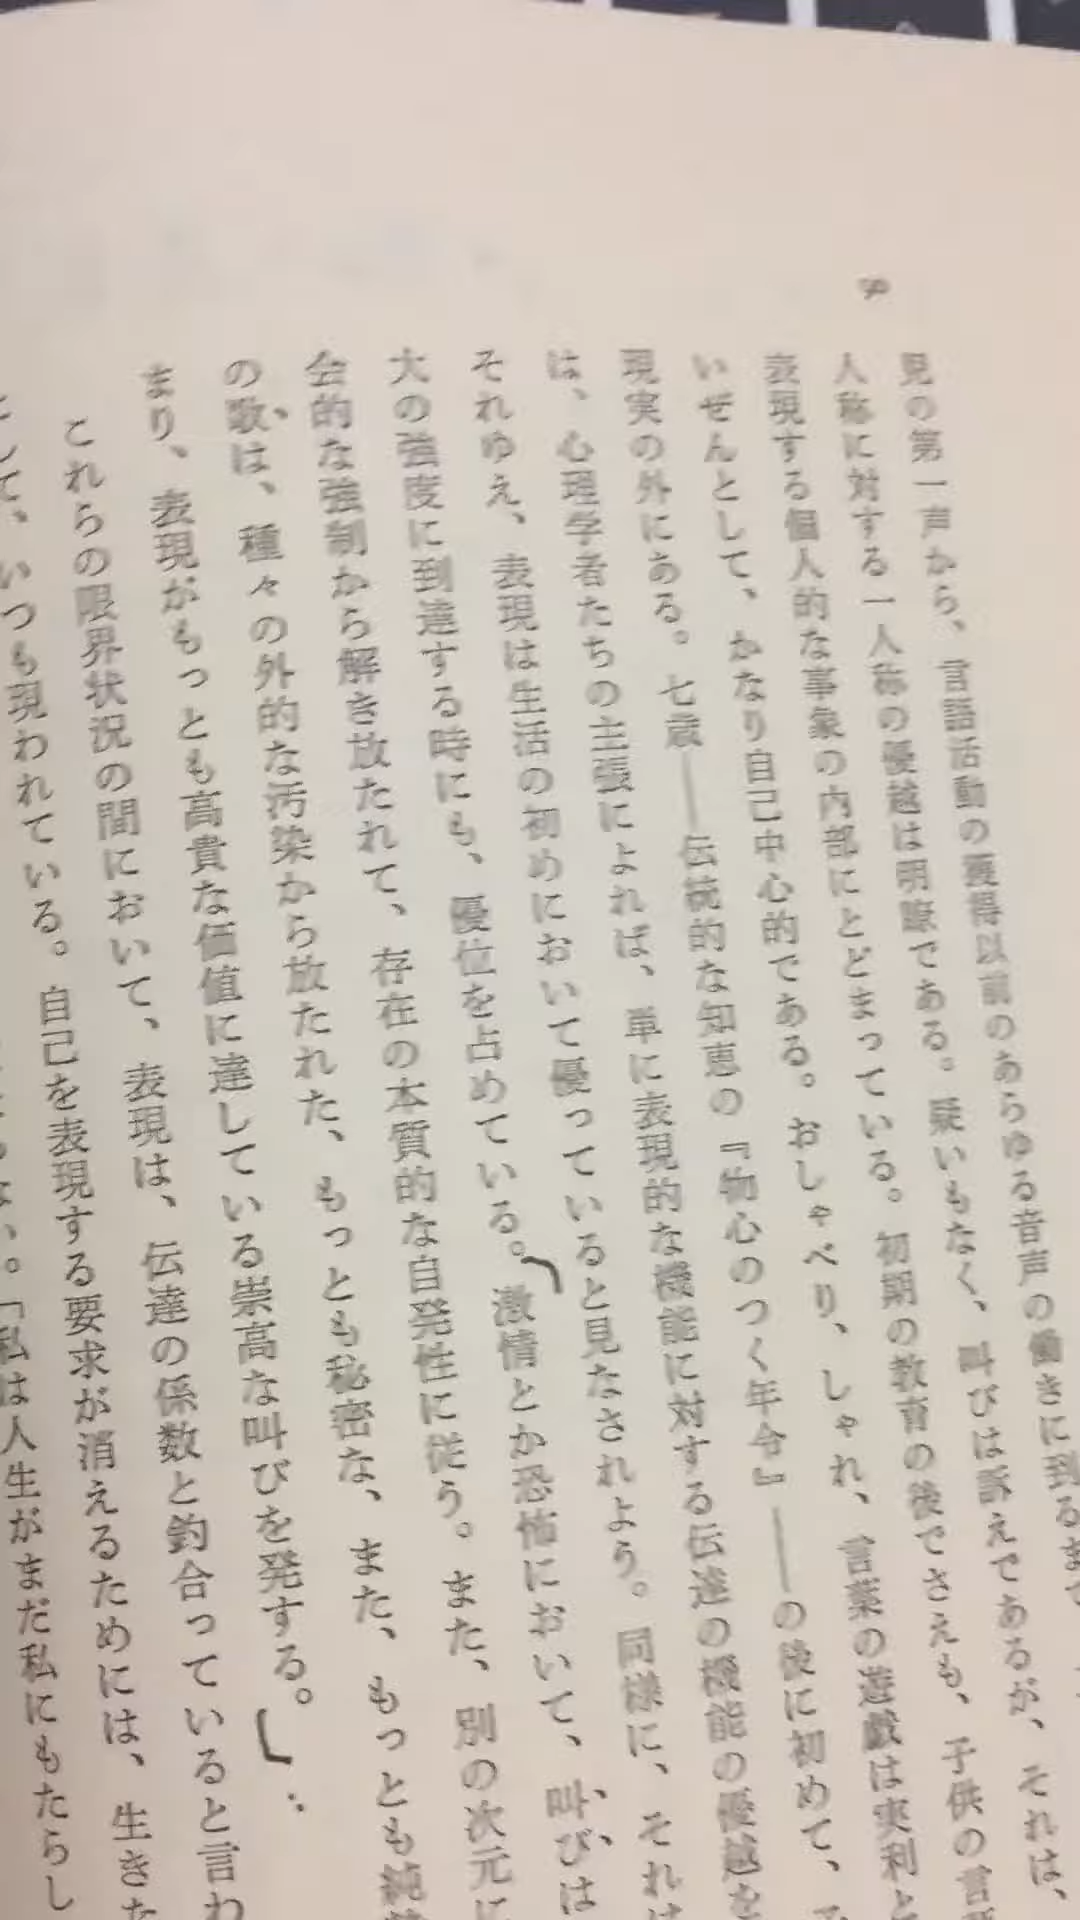 児の第一声から、言語活動の獲得以前のあらゆる音声の働きに到るまで
人称に対する一人称の優越は明瞭である。疑いもなく、叫びは訴えであるが、それは、
表現する個人的な事象の内部にとどまっている。初期の教育の後でさえも、子供の言
いぜんとして、かなり自己中心的である。おしゃべり、しゃれ、言葉の遊戯は実利と
現実の外にある。七歳——伝統的な知恵の『物心のつく年令』——の後に初めて、
は、心理学者たちの主張によれば、単に表現的な機能に対する伝達の機能の優越を
それゆえ、表現は生活の初めにおいて優っていると見なされよう。同様に、それは
大の強度に到達する時にも、優位を占めている。激情とか恐怖において、叫びは
会的な強制から解き放たれて、存在の本質的な自発性に従う。また、別の次元に
の歌は、種々の外的な汚染から放たれた、もっとも秘密な、また、もっとも純
まり、表現がもっとも高貴な価値に達している崇高な叫びを発する。
これらの限界状況の間において、表現は、伝達の係数と釣合っていると言わ
して、いつも現われている。自己を表現する要求が消えるためには、生きた
。「私は人生がまだ私にもたらし